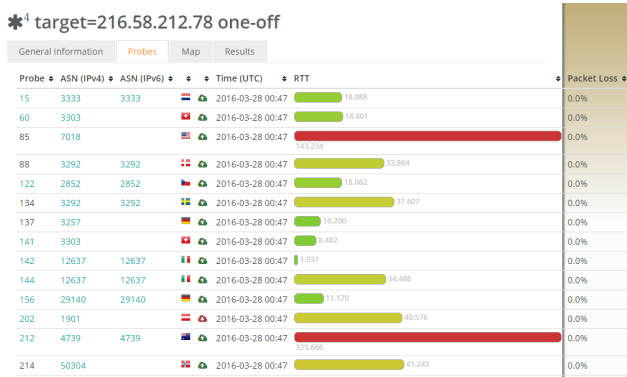 ✱⁴ target=216.58.212.78 one-off
General Information Probes Map Results
Probe ASN (IPv4) ASN (IPv6) Time (UTC) RTT Packet Loss
15 3333 3333 2016-03-28 00:47 18.088 0.0%
60 3303 2016-03-28 00:47 18.401 0.0%
85 7018 2016-03-28 00:47 143.234 0.0%
88 3292 3292 2016-03-28 00:47 33.864 0.0%
122 2852 2852 2016-03-28 00:47 18.062 0.0%
134 3292 3292 2016-03-28 00:47 37.607 0.0%
137 3257 2016-03-28 00:47 10.200 0.0%
141 3303 2016-03-28 00:47 8.482 0.0%
142 12637 12637 2016-03-28 00:47 1.031 0.0%
144 12637 12637 2016-03-28 00:47 34.486 0.0%
156 29140 29140 2016-03-28 00:47 11.170 0.0%
202 1901 2016-03-28 00:47 40.576 0.0%
212 4739 4739 2016-03-28 00:47 325.666 0.0%
214 50304 2016-03-28 00:47 41.243 0.0%